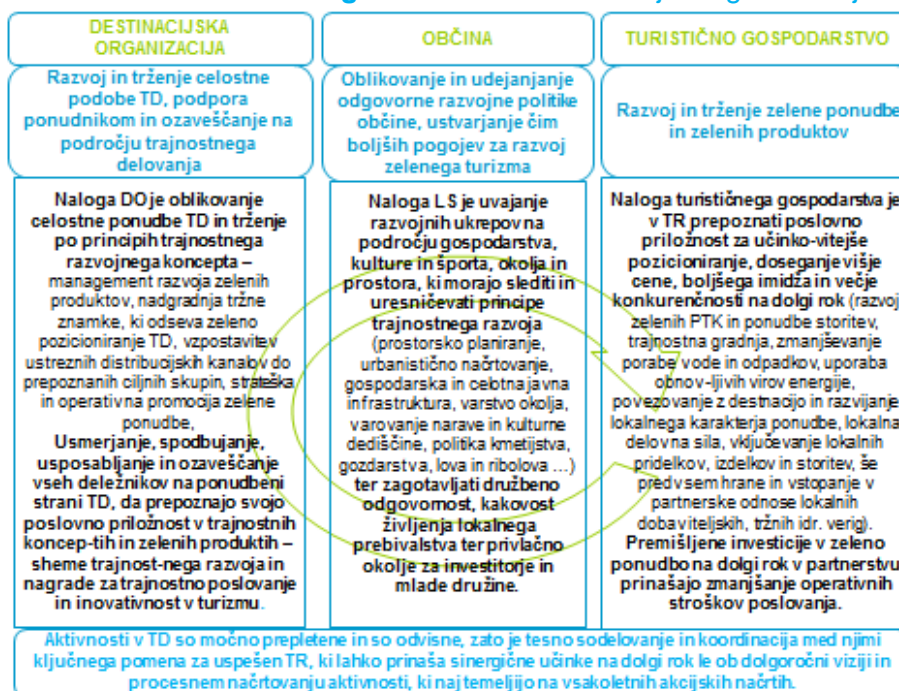 DESTINACIJSKA
ORGANIZACIJA
OBČINA
TURISTIČNO GOSPODARSTVO
Razvoj in trženje celostne
podobe TD, podpora
ponudnikom in ozaveščanje na
področju trajnostnega
delovanja
Oblikovanje in udejanjanje
odgovorne razvojne politike
občine, ustvarjanje čim
boljših pogojev za razvoj
zelenega turizma
Razvoj in trženje zelene ponudbe
in zelenih produktov
Naloga DO je oblikovanje
celostne ponudbe TD in trženje
po principih trajnostnega
razvojnega koncepta –
management razvoja zelenih
produktov, nadgradnja tržne
znamke, ki odseva zeleno
pozicioniranje TD, vzpostavitev
ustreznih distribucijskih kanalov do
prepoznanih ciljnih skupin, strateška
in operativna promocija zelene
ponudbe,
Usmerjanje, spodbujanje,
usposabljanje in ozaveščanje
vseh deležnikov na ponudbeni
strani TD, da prepoznajo svojo
poslovno priložnost v trajnostnih
koncep-tih in zelenih produktih –
sheme trajnost-nega razvoja in
nagrade za trajnostno poslovanje
in inovativnost v turizmu.
Naloga LS je uvajanje
razvojnih ukrepov na
področju gospodarstva,
kulture in športa, okolja in
prostora, ki morajo slediti in
uresničevati principe
trajnostnega razvoja
(prostorsko planiranje,
urbanistično načrtovanje,
gospodarska in celotna javna
infrastruktura, varstvo okolja,
varovanje narave in kulturne
dediščine, politika kmetijstva,
gozdarstva, lova in ribolova ...)
ter zagotavljati družbeno
odgovornost, kakovost
življenja lokalnega
prebivalstva ter privlačno
okolje za investitorje in
mlade družine.
Naloga turističnega gospodarstva je
v TR prepoznati poslovno
priložnost za učinko-vitejše
pozicioniranje, doseganje višje
cene, boljšega imidža in večje
konkurenčnosti na dolgi rok (razvoj
zelenih PTK in ponudbe storitev,
trajnostna gradnja, zmanjševanje
porabe vode in odpadkov, uporaba
obnov-ljivih virov energije,
povezovanje z destnacijo in razvijanje
lokalnega karakterja ponudbe, lokalna
delovna sila, vključevanje lokalnih
pridelkov, izdelkov in storitev, še
predvsem hrane in vstopanje v
partnerske odnose lokalnih
dobaviteljskih, tržnih idr. verig).
Premišljene investicije v zeleno
ponudbo na dolgi rok v partnerstvu
prinašajo zmanjšanje operativnih
stroškov poslovanja.
Aktivnosti v TD so močno prepletene in so odvisne, zato je tesno sodelovanje in koordinacija med njimi
ključnega pomena za uspešen TR, ki lahko prinaša sinergične učinke na dolgi rok le ob dolgoročni viziji in
procesnem načrtovanju aktivnosti, ki naj temeljijo na vsakoletnih akcijskih načrtih.